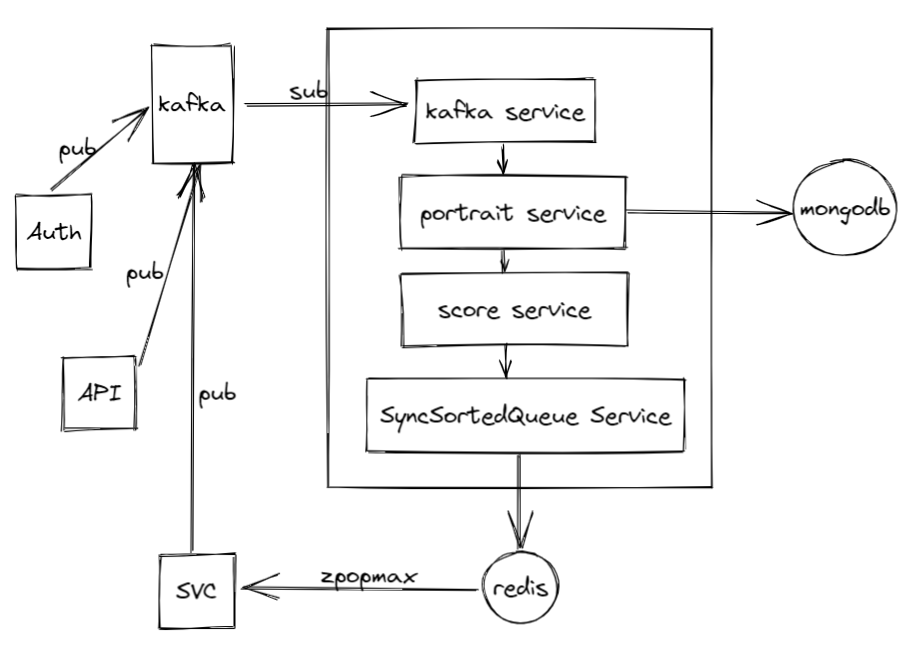 kafka
sub
kafka service
pub
portrait service
mongodb
Auth
pub
score service
API
pub
SyncSortedQueue Service
SVC
zpopmax
redis